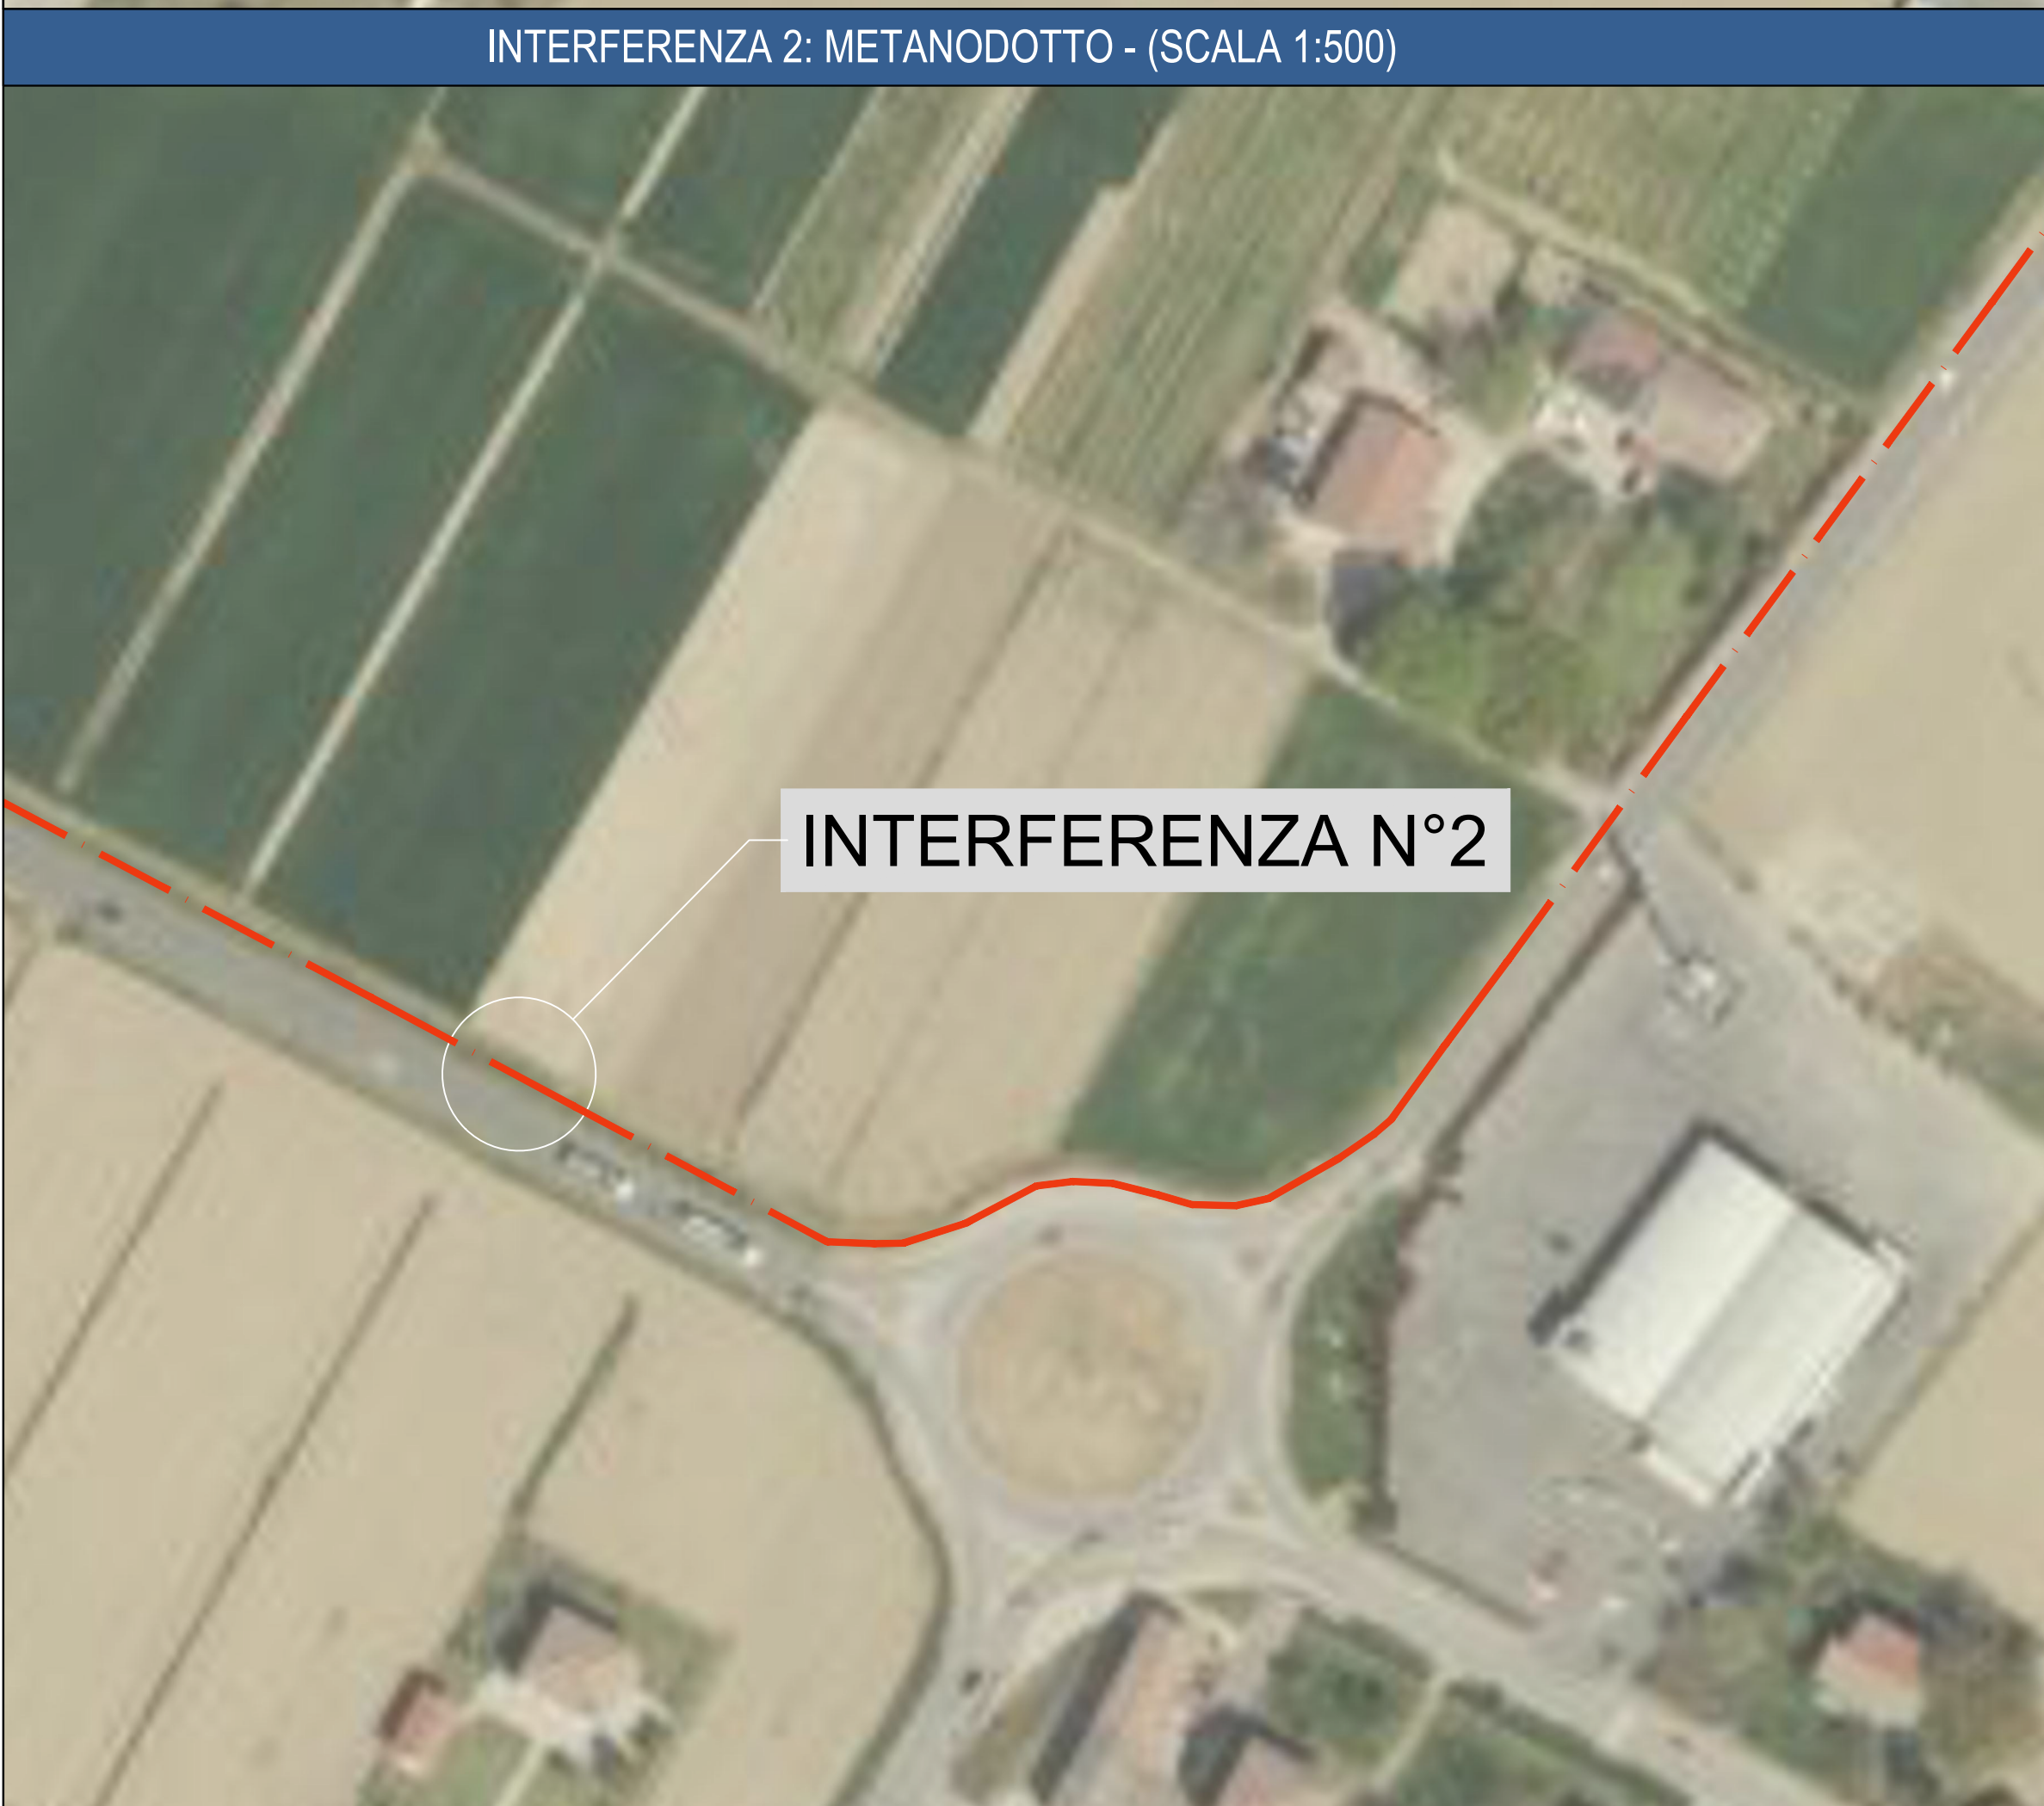 INTERFERENZA 2: METANODOTTO - (SCALA 1:500)
INTERFERENZA N°2